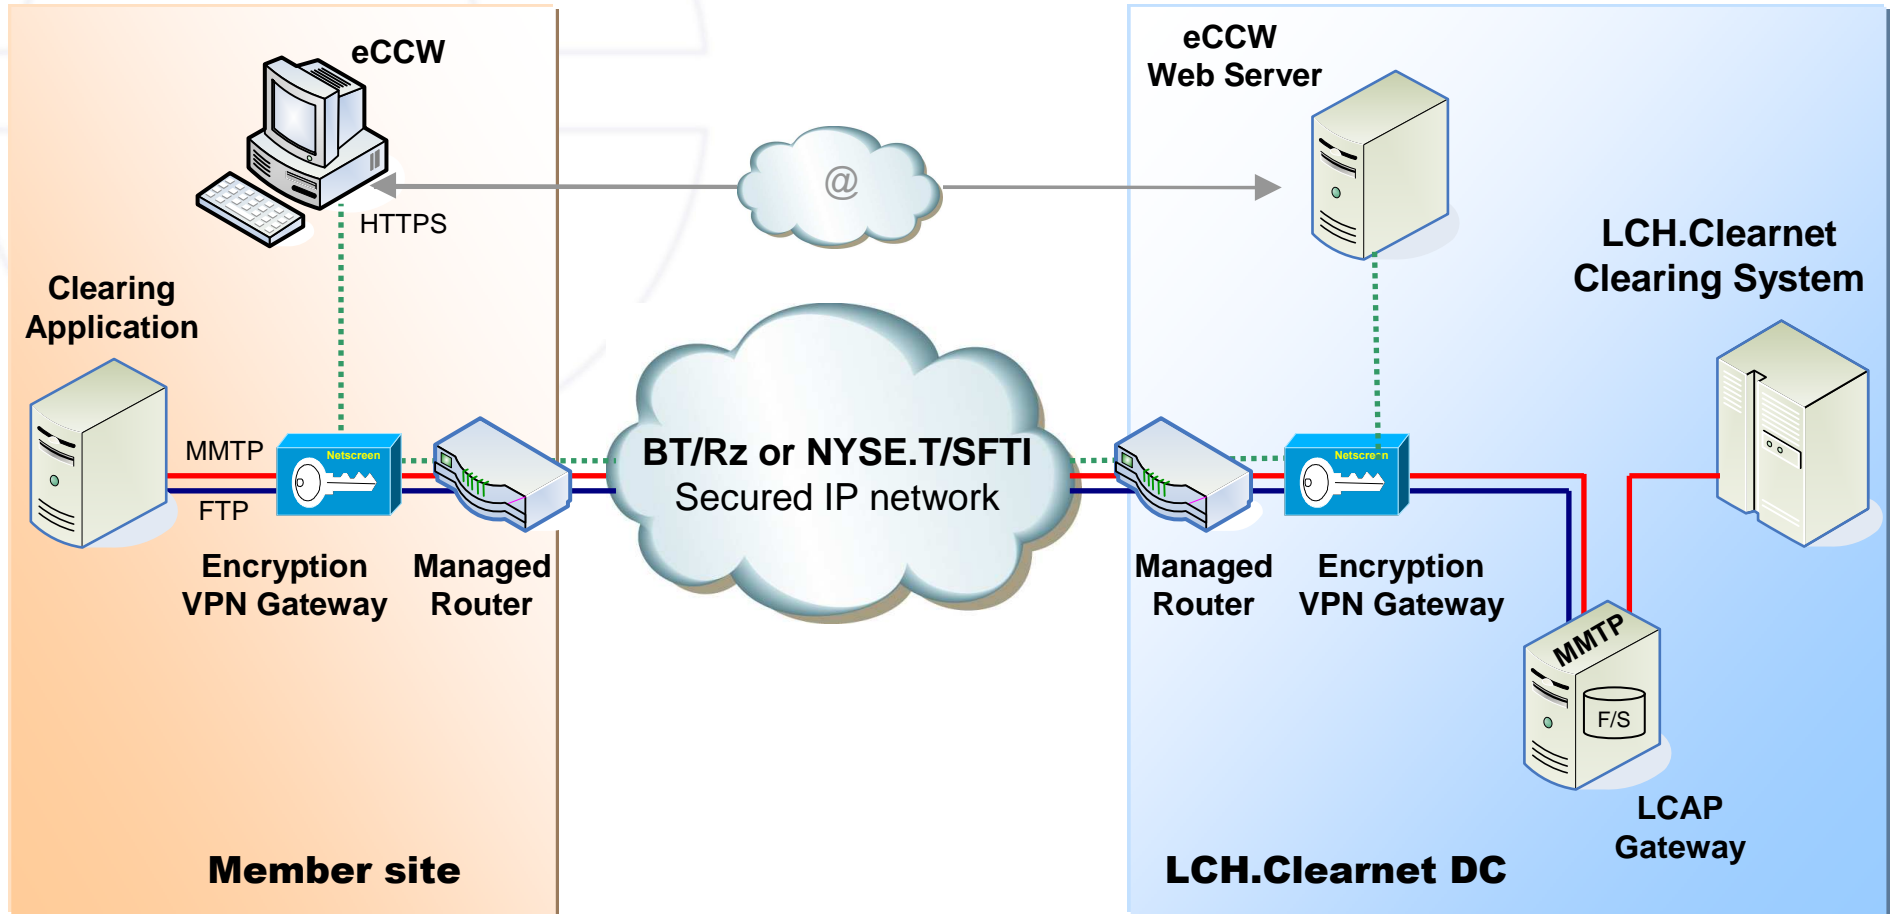 eCCW
eCCW
Web Server
@
HTTPS
LCH.Clearnet
Clearing System
Clearing
Application
MMTP
FTP
Netscreen
BT/Rz or NYSE.T/SFTI
Secured IP network
Netscreen
Encryption
VPN Gateway
Managed
Router
Managed
Router
Encryption
VPN Gateway
MMTP
F/S
LCAP
Gateway
Member site
LCH.Clearnet DC